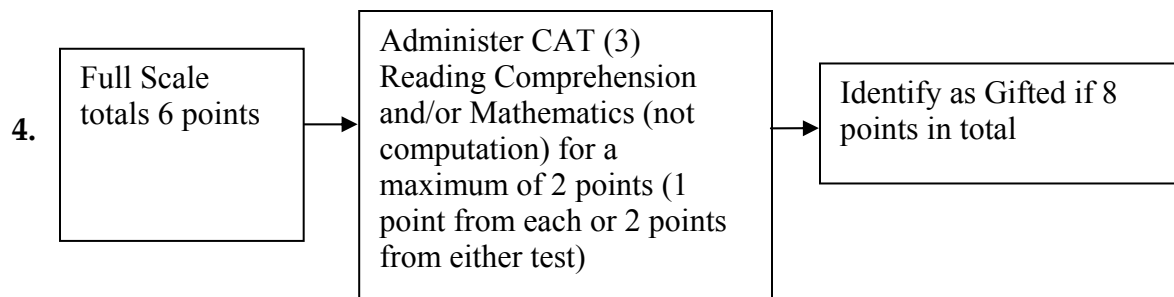 4.
Full Scale
totals 6 points
Administer CAT (3)
Reading Comprehension
and/or Mathematics (not
computation) for a
maximum of 2 points (1
point from each or 2 points
from either test)
Identify as Gifted if 8
points in total